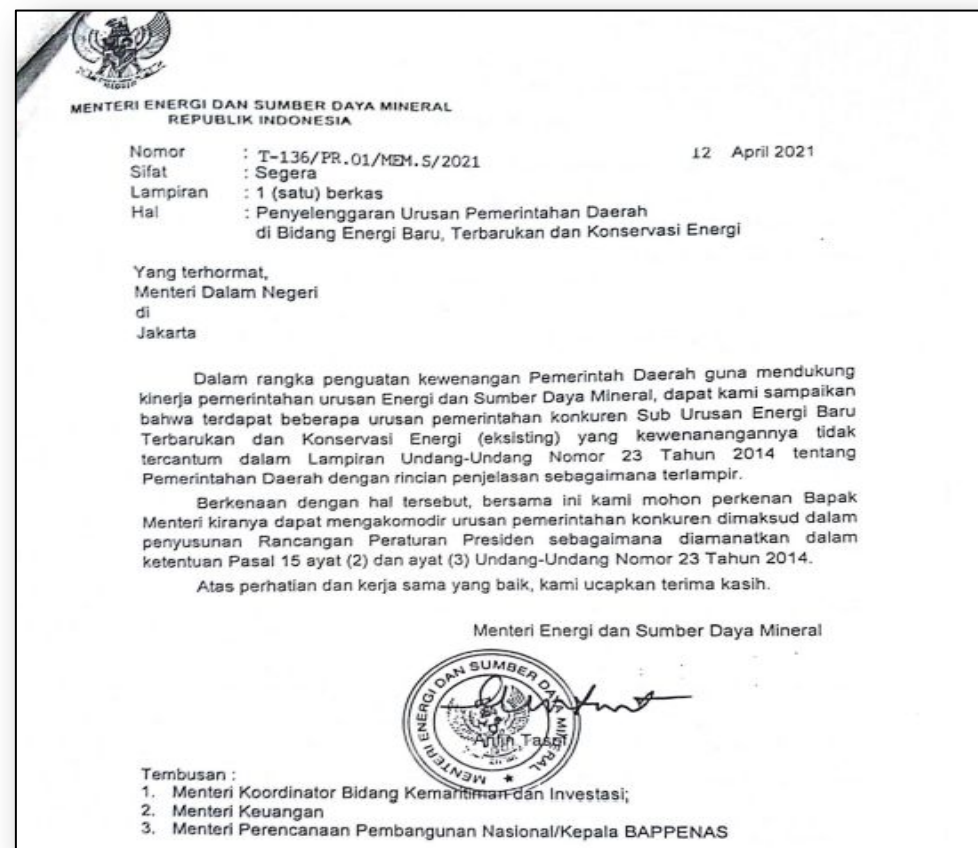 MENTERI ENERGI DAN SUMBER DAYA MINERAL
REPUBLIK INDONESIA
Nomor : T-136/PR.01/MEM.S/2021 12 April 2021
Sifat : Segera
Lampiran : 1 (satu) berkas
Hal : Penyelenggaran Urusan Pemerintahan Daerah
di Bidang Energi Baru, Terbarukan dan Konservasi Energi
Yang terhormat,
Menteri Dalam Negeri
di
Jakarta
Dalam rangka penguatan kewenangan Pemerintah Daerah guna mendukung
kinerja pemerintahan urusan Energi dan Sumber Daya Mineral, dapat kami sampaikan
bahwa terdapat beberapa urusan pemerintahan konkuren Sub Urusan Energi Baru
Terbarukan dan Konservasi Energi (eksisting) yang kewenanangannya tidak
tercantum dalam Lampiran Undang-Undang Nomor 23 Tahun 2014 tentang
Pemerintahan Daerah dengan rincian penjelasan sebagaimana terlampir.
Berkenaan dengan hal tersebut, bersama ini kami mohon perkenan Bapak
Menteri kiranya dapat mengakomodir urusan pemerintahan konkuren dimaksud dalam
penyusunan Rancangan Peraturan Presiden sebagaimana diamanatkan dalam
ketentuan Pasal 15 ayat (2) dan ayat (3) Undang-Undang Nomor 23 Tahun 2014.
Atas perhatian dan kerja sama yang baik, kami ucapkan terima kasih.
Menteri Energi dan Sumber Daya Mineral
MENTERI ENERGI DAN SUMBER DAYA MINERAL
Arifin Tasrif
Tembusan :
1. Menteri Koordinator Bidang Kemaritiman dan Investasi;
2. Menteri Keuangan
3. Menteri Perencanaan Pembangunan Nasional/Kepala BAPPENAS